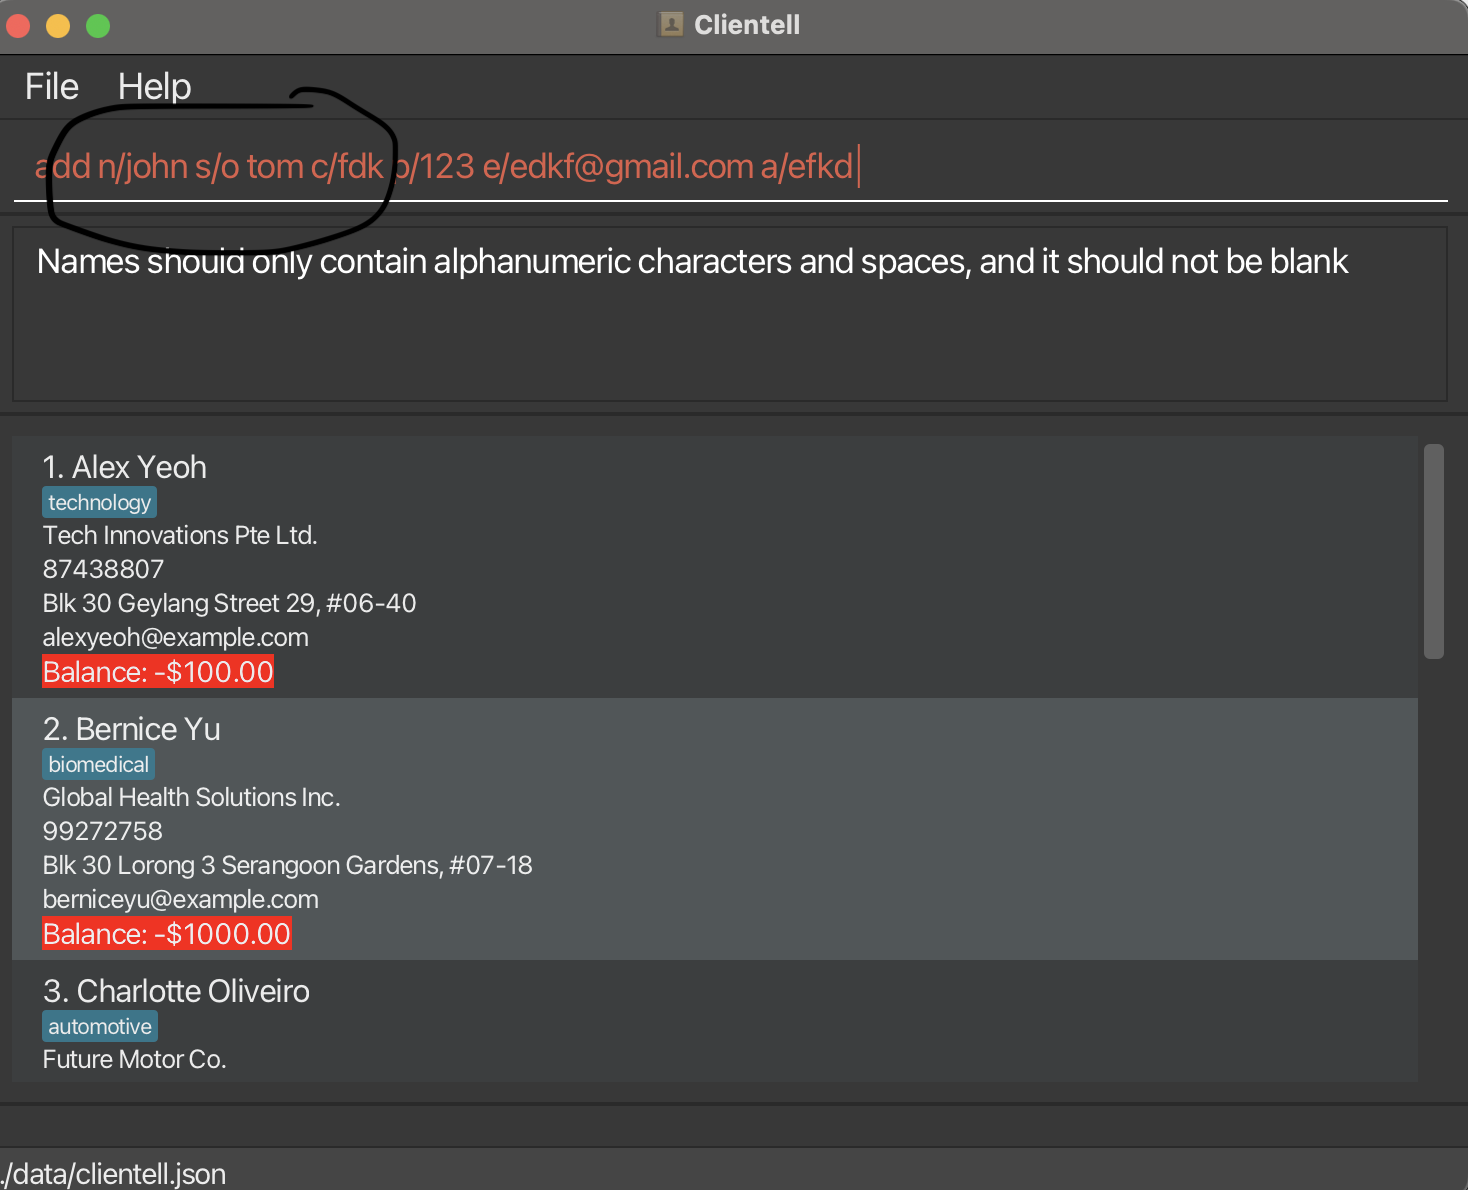 Clientell
File Help
add n/john s/o tom c/fdk p/123 e/edkf@gmail.com a/efkd
Names should only contain alphanumeric characters and spaces, and it should not be blank
1. Alex Yeoh
technology
Tech Innovations Pte Ltd.
87438807
Blk 30 Geylang Street 29, #06-40
alexyeoh@example.com
Balance: -$100.00
2. Bernice Yu
biomedical
Global Health Solutions Inc.
99272758
Blk 30 Lorong 3 Serangoon Gardens, #07-18
berniceyu@example.com
Balance: -$1000.00
3. Charlotte Oliveiro
automotive
Future Motor Co.
./data/clientell.json